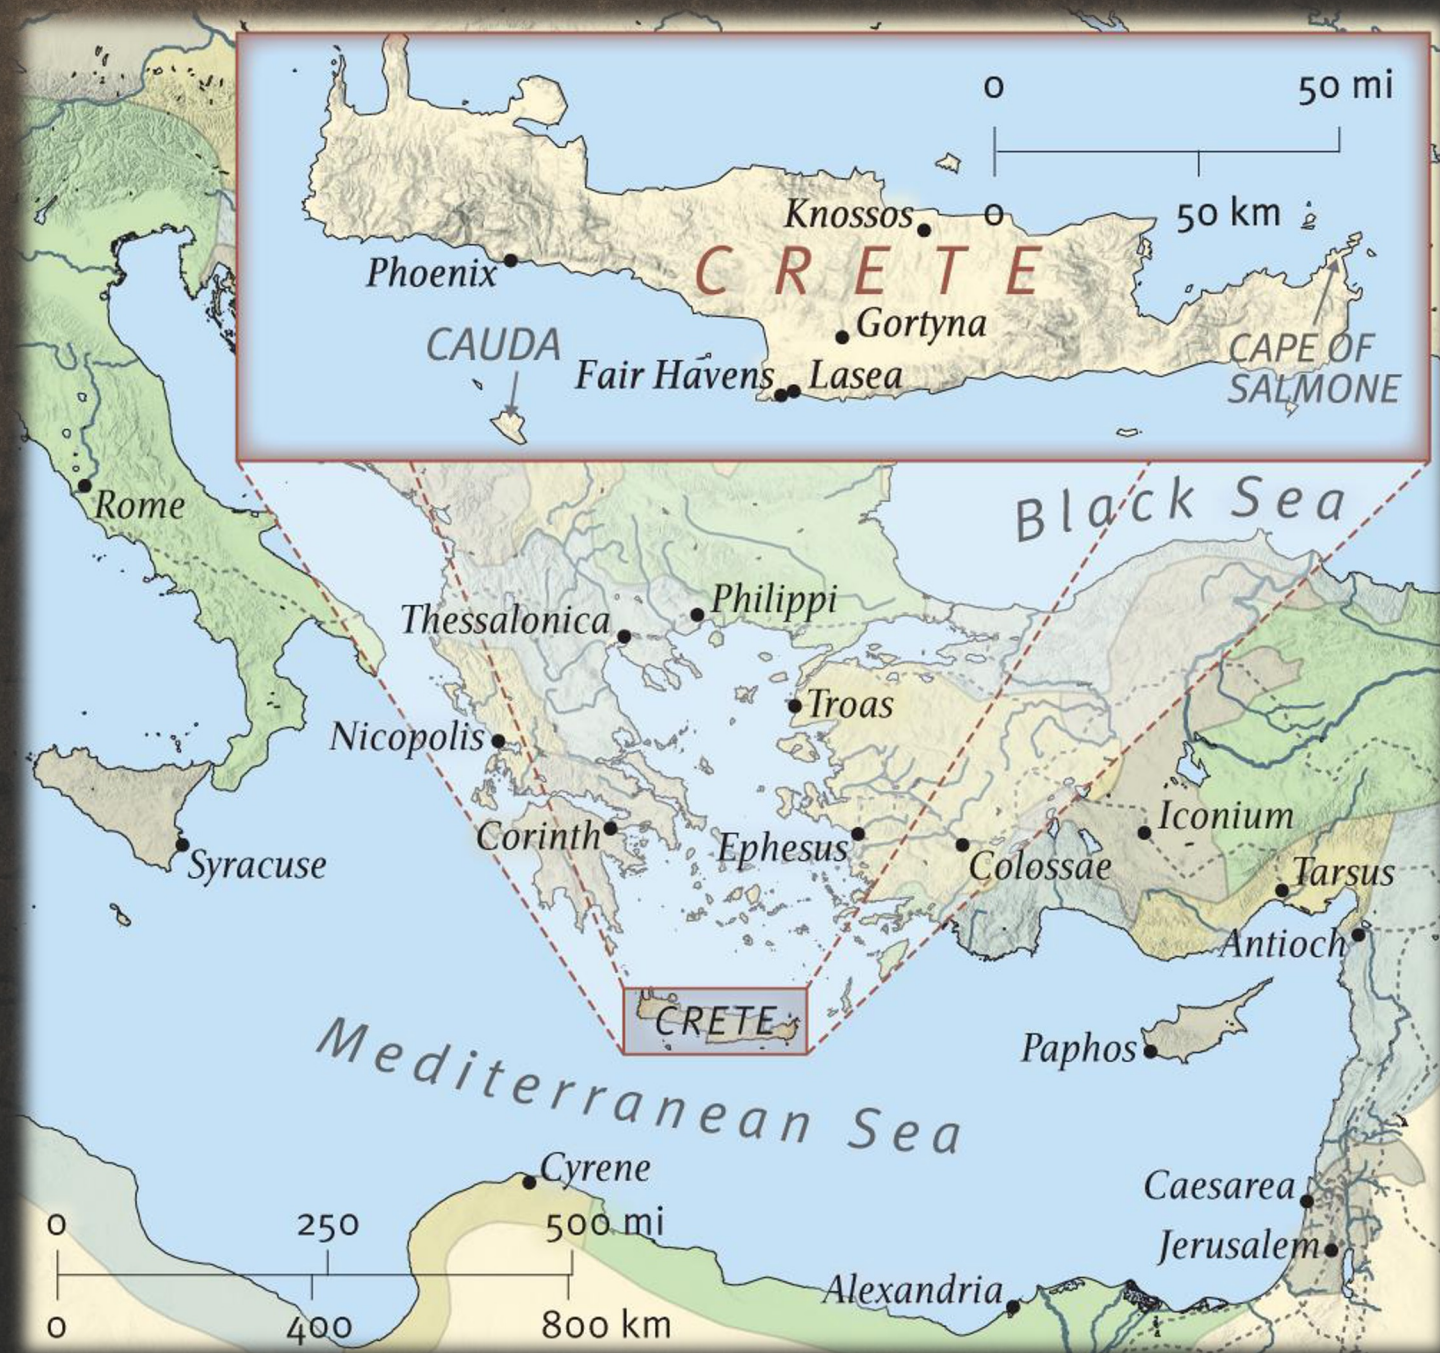 0 50 mi
0 50 km
Knossos
CRETE
Phoenix
Gortyna
CAUDA
Fair Havens
Lasea
CAPE OF
SALMONE
Black Sea
Rome
Philippi
Thessalonica
Troas
Nicopolis
Iconium
Corinth
Ephesus
Colossae
Syracuse
Tarsus
Antioch
CRETE
Paphos
Mediterranean Sea
Cyrene
Caesarea
0 250 500 mi
Jerusalem
Alexandria
0 400 800 km